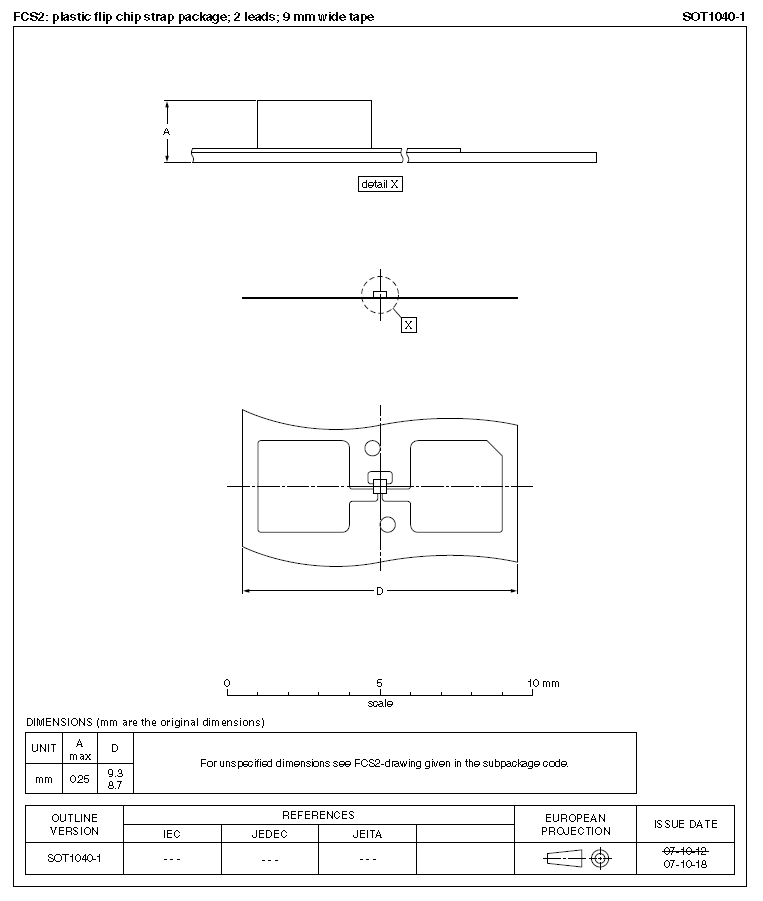 FCS2: plastic flip chip strap package; 2 leads; 9 mm wide tape SOT1040-1
A
detail X
X
D
0 5 10 mm
scale
DIMENSIONS (mm are the original dimensions)
UNIT A max D
mm 0.25 9.3 8.7
For unspecified dimensions see FCS2-drawing given in the subpackage code.
OUTLINE VERSION REFERENCES EUROPEAN PROJECTION ISSUE DATE
IEC JEDEC JEITA
SOT1040-1 - - - - - - - - - 07-10-12
07-10-18